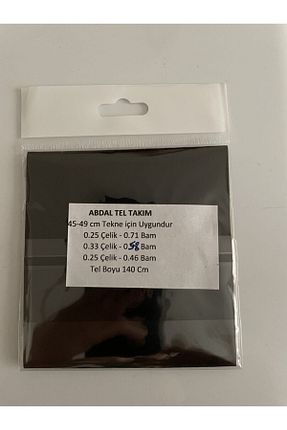 ABDAL TEL TAKIM
45-49 cm Tekne için Uygundur
0.25 Çelik - 0.71 Bam
0.33 Çelik - 0.58 Bam
0.25 Çelik - 0.46 Bam
Tel Boyu 140 Cm